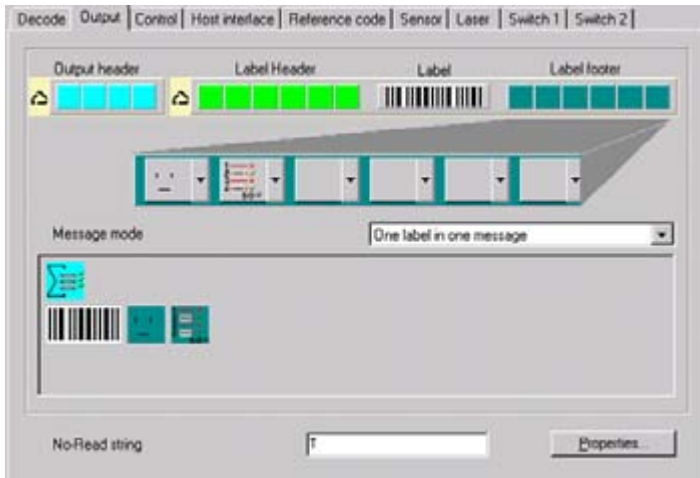 Decode Output Control Host interface Reference code Sensor Laser Switch 1 Switch 2
Output header Label Header Label Label footer
Message mode One label in one message
No-Read string T Properties...